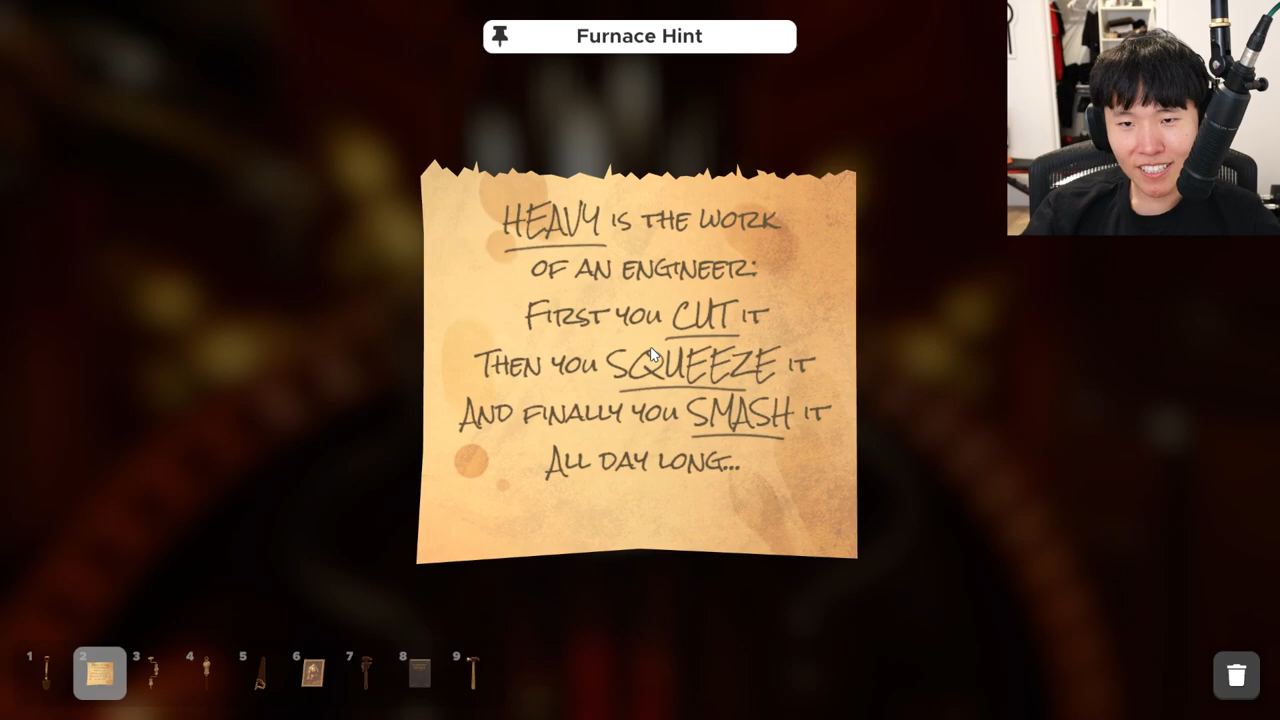 Furnace Hint
HEAVY IS THE WORK
OF AN ENGINEER:
FIRST YOU CUT IT
THEN YOU SQUEEZE IT
AND FINALLY YOU SMASH IT
ALL DAY LONG...
1 2 3 4 5 6 7 8 9